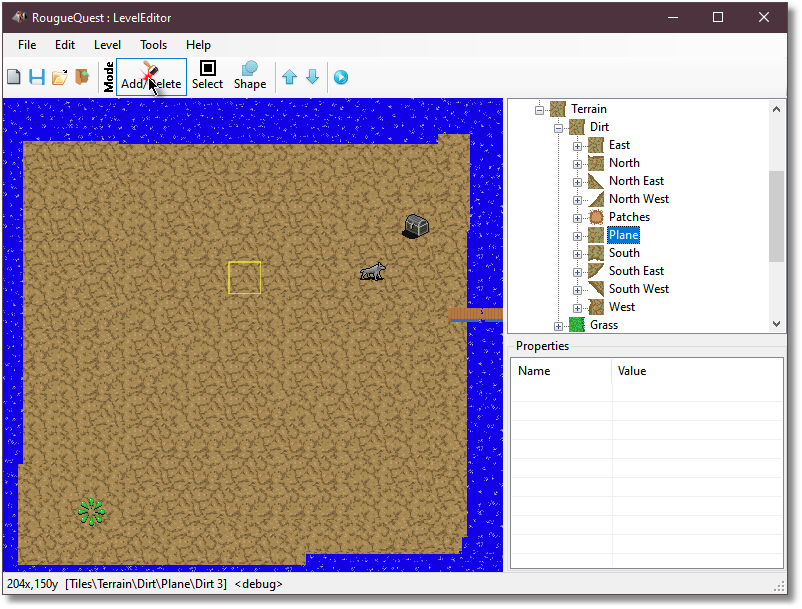 RougueQuest : LevelEditor
File Edit Level Tools Help
Mode Add/Delete Select Shape
Terrain
Dirt
East
North
North East
North West
Patches
Plane
South
South East
South West
West
Grass
Properties
Name Value
204x,150y [Tiles\Terrain\Dirt\Plane\Dirt 3] <debug>